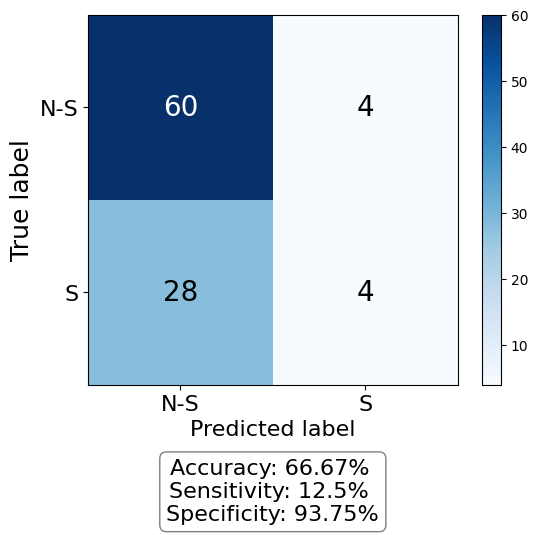 60
N-S
60
4
50
True label
40
30
S
28
4
20
10
N-S
S
Predicted label
Accuracy: 66.67%
Sensitivity: 12.5%
Specificity: 93.75%